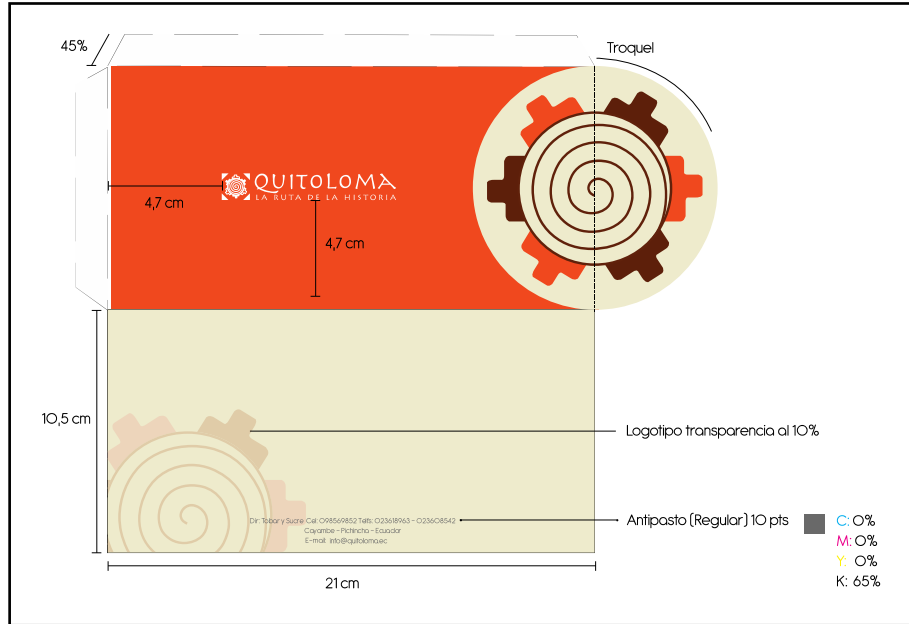 45%
Troquel
QUITOLOMA
LA RUTA DE LA HISTORIA
4,7 cm
4,7 cm
10,5 cm
Logotipo transparencia al 10%
Dir: Tobar y Sucre Cel: 098569852 Telfs: 023618963 - 023608542
Cayambe - Pichincha - Ecuador
E-mail: info@quitoloma.ec
Antipasto (Regular) 10 pts
C: 0%
M: 0%
Y: 0%
K: 65%
21 cm